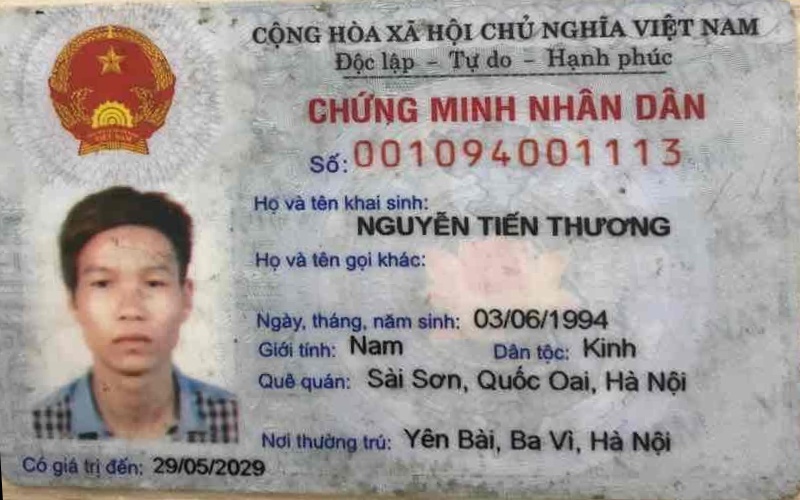 CỘNG HÒA XÃ HỘI CHỦ NGHĨA VIỆT NAM
Độc lập - Tự do - Hạnh phúc
CHỨNG MINH NHÂN DÂN
Số: 001094001113
Họ và tên khai sinh:
NGUYỄN TIẾN THƯƠNG
Họ và tên gọi khác:
Ngày, tháng, năm sinh: 03/06/1994
Giới tính: Nam Dân tộc: Kinh
Quê quán: Sài Sơn, Quốc Oai, Hà Nội
Nơi thường trú: Yên Bài, Ba Vì, Hà Nội
Có giá trị đến: 29/05/2029